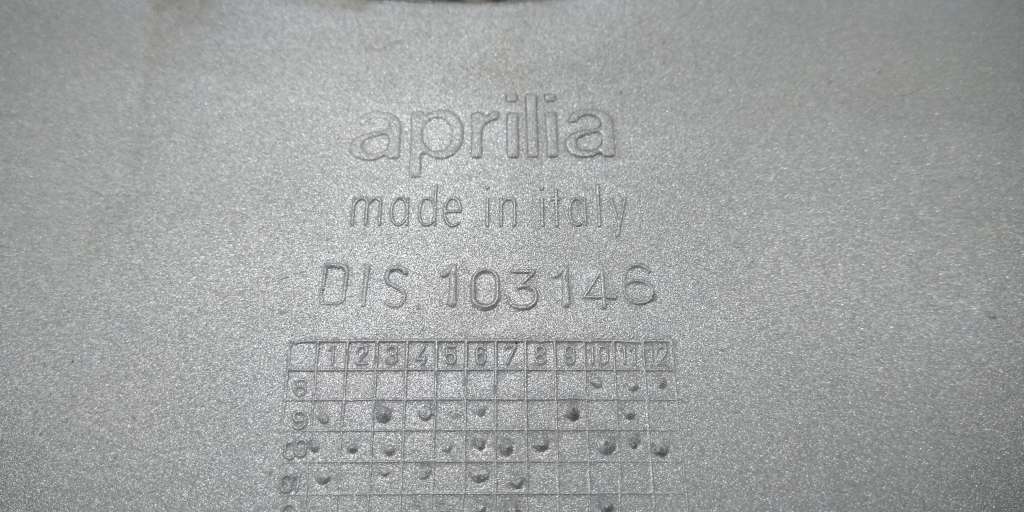 aprilia
made in italy
DIS 103146
1 2 3 4 5 6 7 8 9 10 11 12